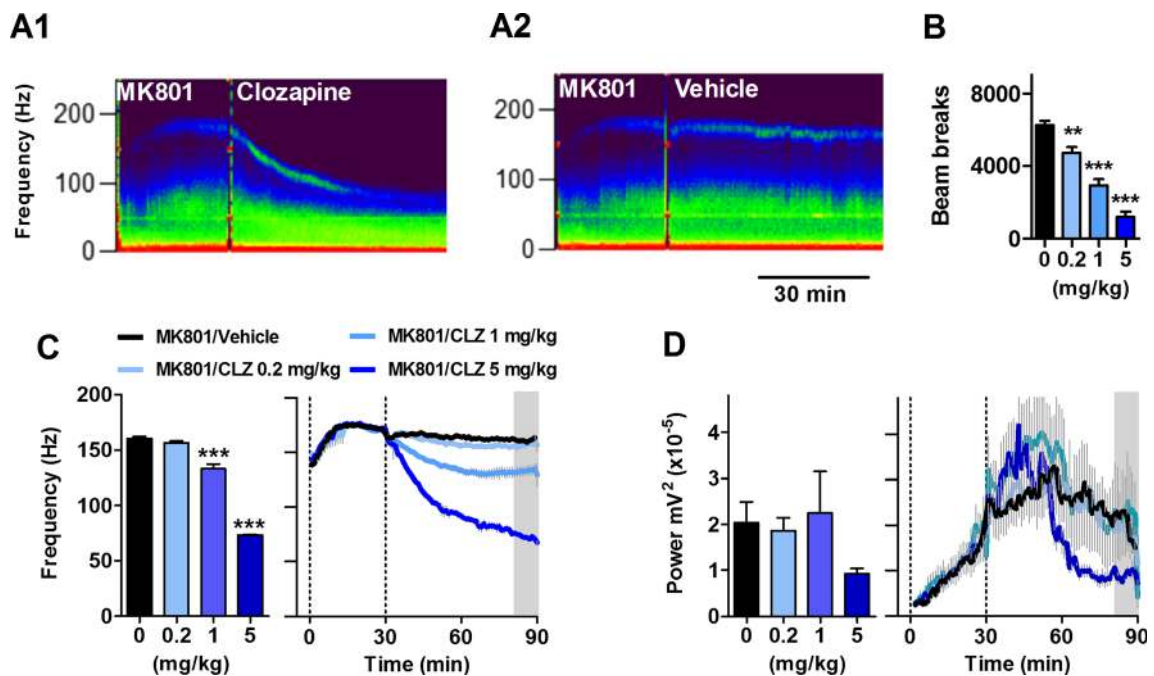 A1
A2
B
MK801 Clozapine
MK801 Vehicle
Frequency (Hz)
200
100
0
200
100
0
30 min
Beam breaks
8000
4000
0
**
***
***
0 0.2 1 5
(mg/kg)
C
MK801/Vehicle
MK801/CLZ 1 mg/kg
MK801/CLZ 0.2 mg/kg
MK801/CLZ 5 mg/kg
Frequency (Hz)
200
150
100
50
0
***
***
0 0.2 1 5
(mg/kg)
0 30 60 90
Time (min)
D
Power mV² (x10⁻⁵)
4
3
2
1
0
0 0.2 1 5
(mg/kg)
0 30 60 90
Time (min)